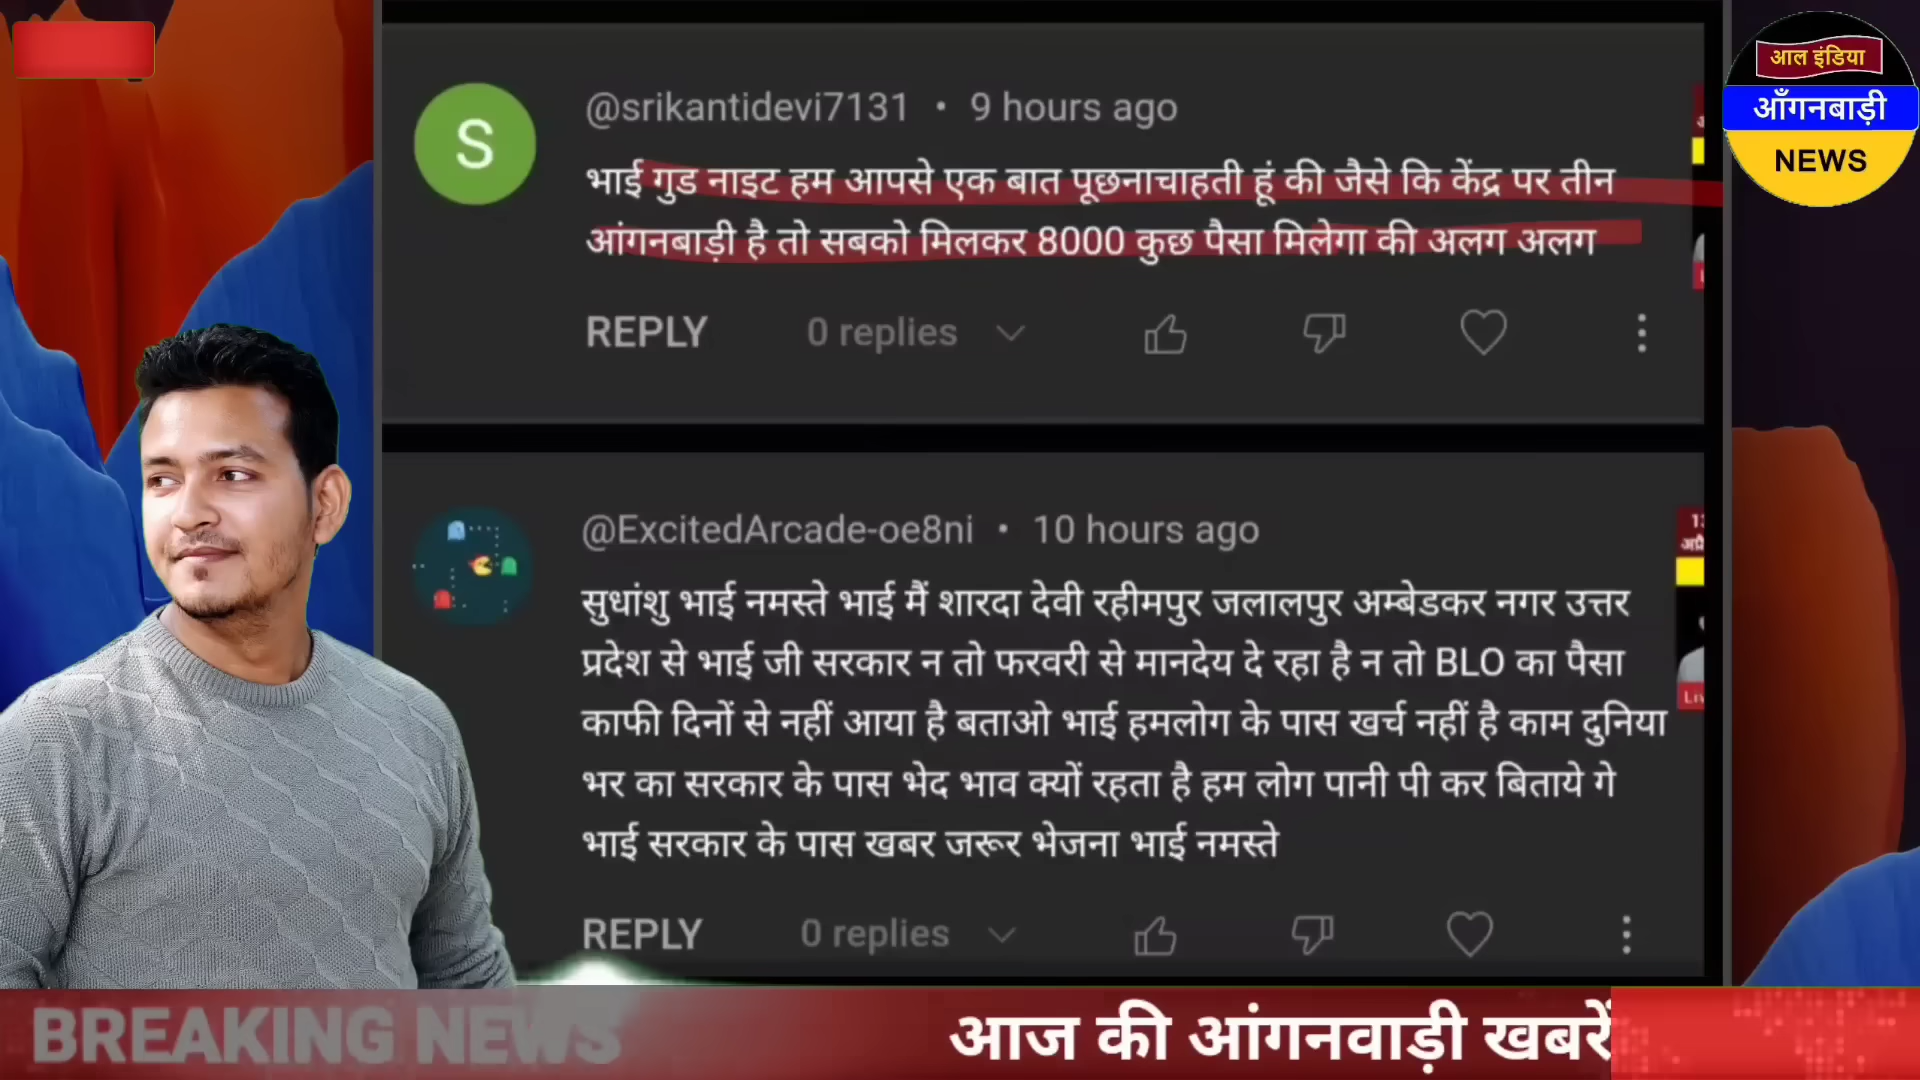 आल इंडिया
आँगनबाड़ी
NEWS
S
@srikantidevi7131 • 9 hours ago
भाई गुड नाइट हम आपसे एक बात पूछनाचाहती हूं की जैसे कि केंद्र पर तीन
आंगनबाड़ी है तो सबको मिलकर 8000 कुछ पैसा मिलेगा की अलग अलग
REPLY 0 replies
@ExcitedArcade-oe8ni • 10 hours ago
सुधांशु भाई नमस्ते भाई मैं शारदा देवी रहीमपुर जलालपुर अम्बेडकर नगर उत्तर
प्रदेश से भाई जी सरकार न तो फरवरी से मानदेय दे रहा है न तो BLO का पैसा
काफी दिनों से नहीं आया है बताओ भाई हमलोग के पास खर्च नहीं है काम दुनिया
भर का सरकार के पास भेद भाव क्यों रहता है हम लोग पानी पी कर बिताये गे
भाई सरकार के पास खबर जरूर भेजना भाई नमस्ते
REPLY 0 replies
BREAKING NEWS
आज की आंगनवाड़ी खबरें